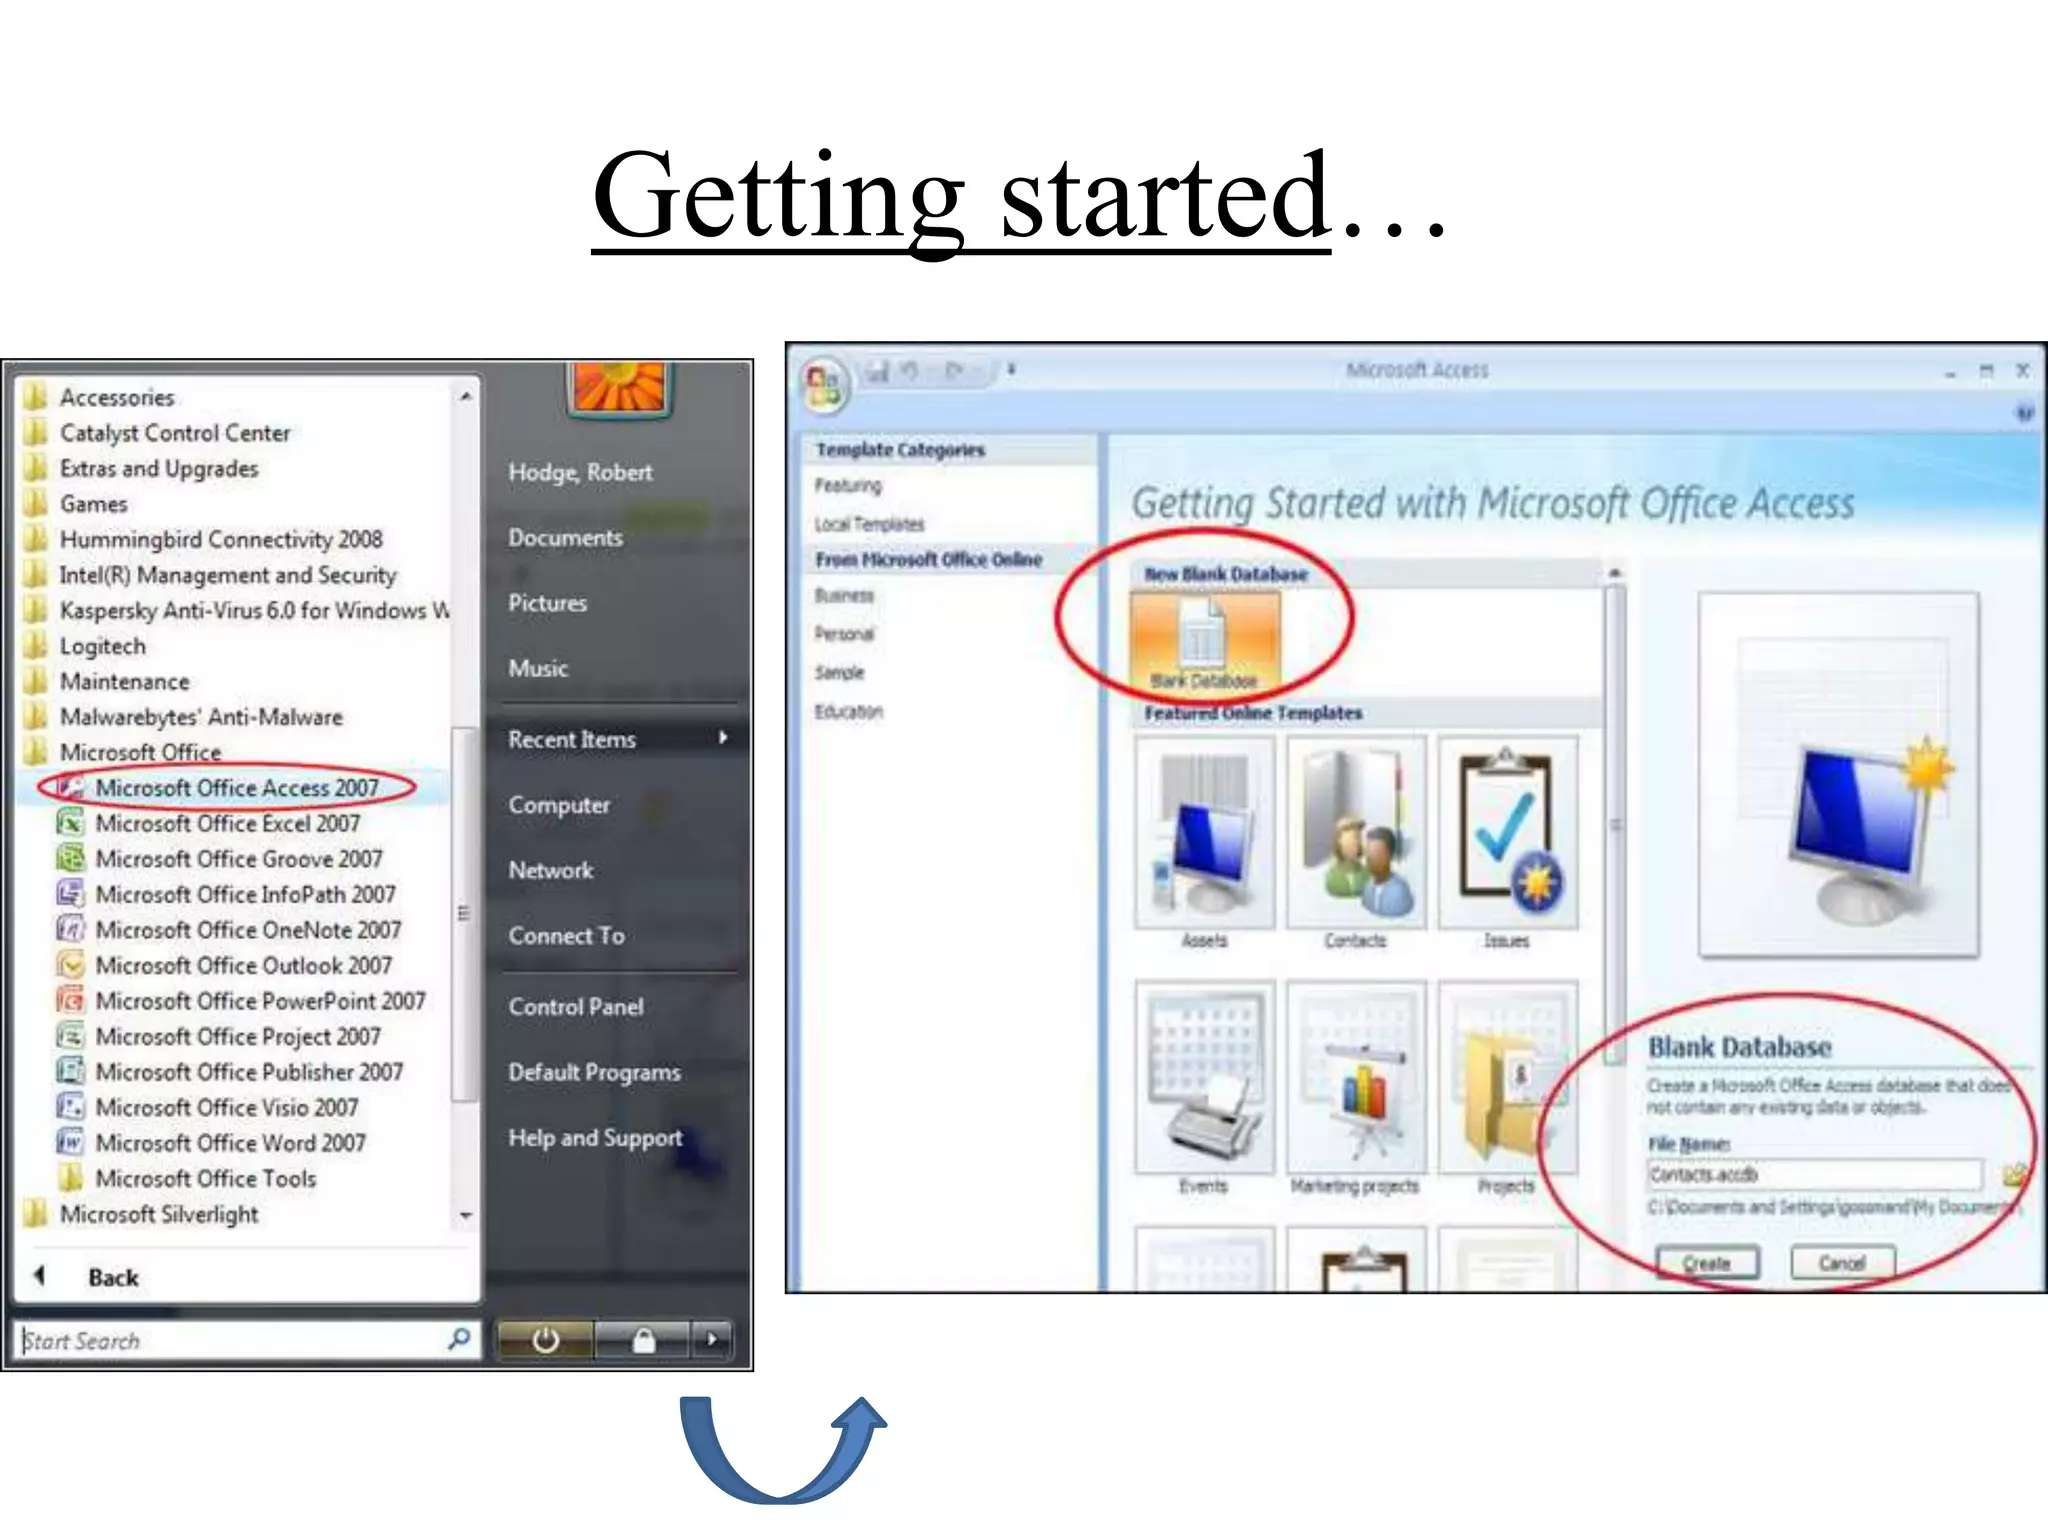 Getting started…
Accessories
Catalyst Control Center
Extras and Upgrades
Games
Hummingbird Connectivity 2008
Intel(R) Management and Security
Kaspersky Anti-Virus 6.0 for Windows W
Logitech
Maintenance
Malwarebytes' Anti-Malware
Microsoft Office
Microsoft Office Access 2007
Microsoft Office Excel 2007
Microsoft Office Groove 2007
Microsoft Office InfoPath 2007
Microsoft Office OneNote 2007
Microsoft Office Outlook 2007
Microsoft Office PowerPoint 2007
Microsoft Office Project 2007
Microsoft Office Publisher 2007
Microsoft Office Visio 2007
Microsoft Office Word 2007
Microsoft Office Tools
Microsoft Silverlight
Back
Start Search
Hodge, Robert
Documents
Pictures
Music
Recent Items
Computer
Network
Connect To
Control Panel
Default Programs
Help and Support
Microsoft Access
Template Categories
Featuring
Local Templates
From Microsoft Office Online
Business
Personal
Sample
Education
Getting Started with Microsoft Office Access
New Blank Database
Blank Database
Featured Online Templates
Assets
Contacts
Issues
Events
Marketing projects
Projects
Blank Database
Create a Microsoft Office Access database that does
not contain any existing data or objects.
File Name:
Contacts.accdb
C:\Documents and Settings\gossmand\My Documents\
Create
Cancel